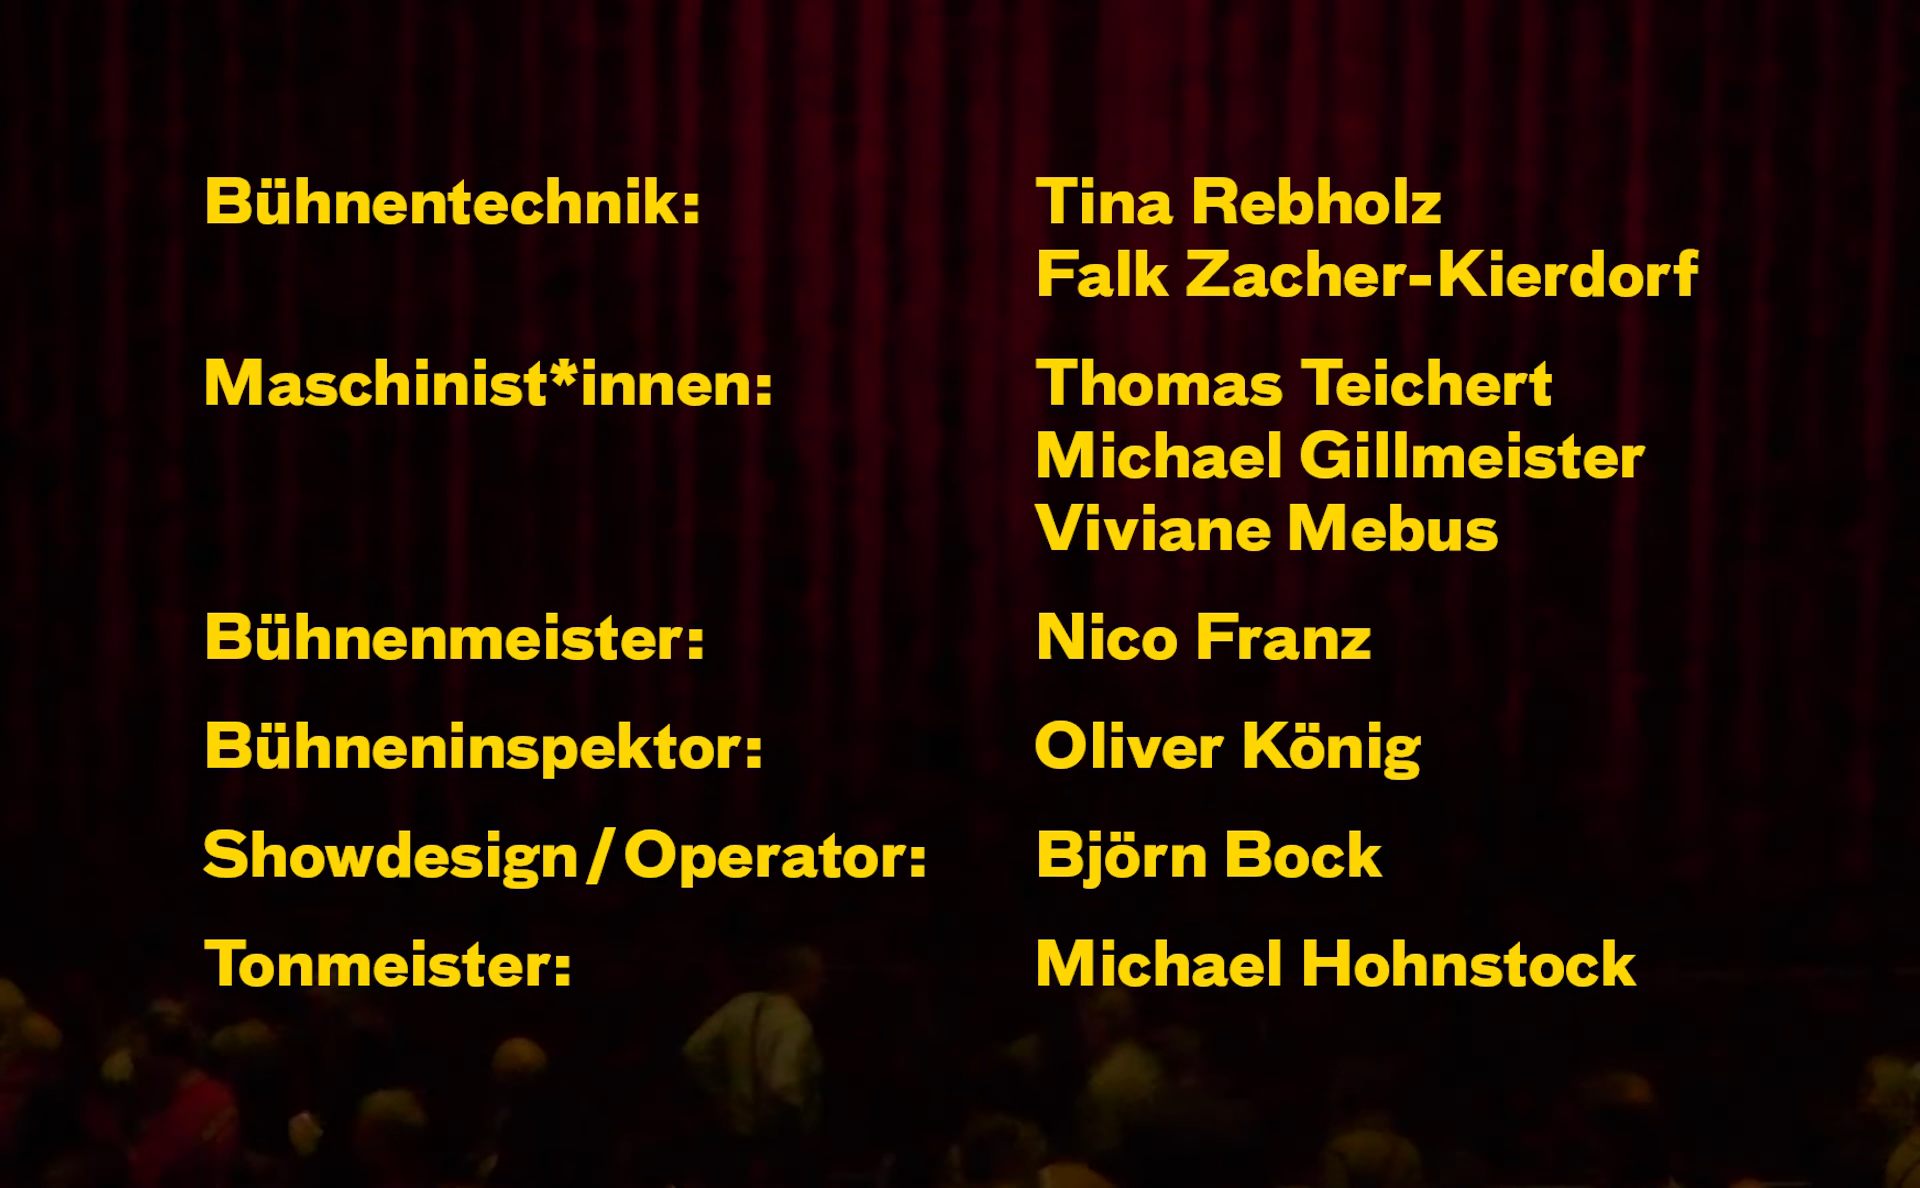 Bühnentechnik: Tina Rebholz
Falk Zacher-Kierdorf
Maschinist*innen: Thomas Teichert
Michael Gillmeister
Viviane Mebus
Bühnenmeister: Nico Franz
Bühneninspektor: Oliver König
Showdesign/Operator: Björn Bock
Tonmeister: Michael Hohnstock